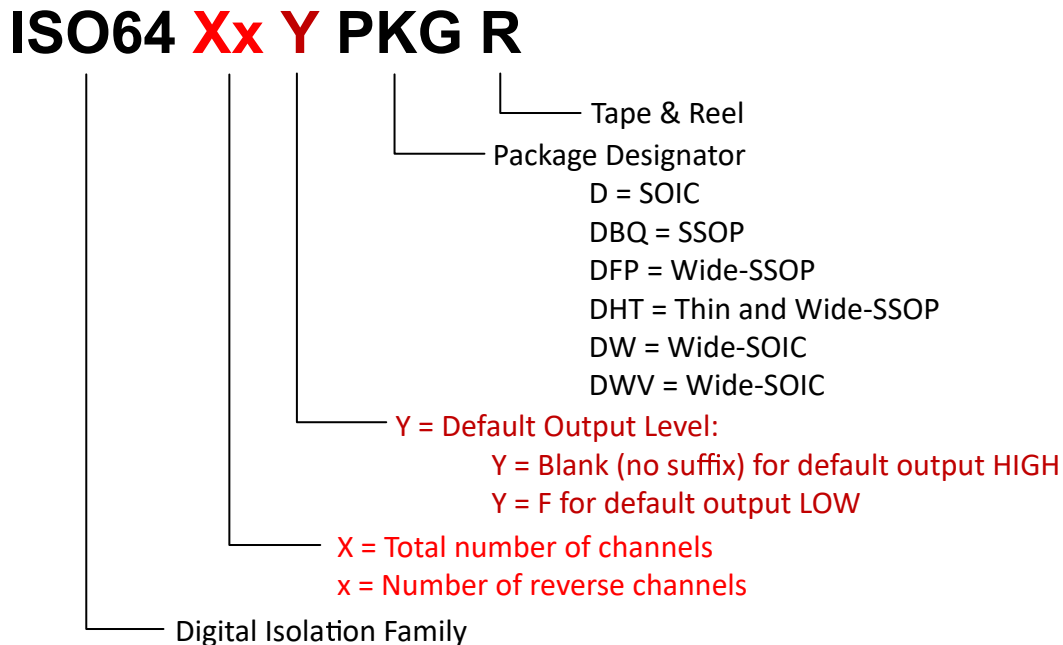 ISO64 Xx Y PKG R
Tape & Reel
Package Designator
D = SOIC
DBQ = SSOP
DFP = Wide-SSOP
DHT = Thin and Wide-SSOP
DW = Wide-SOIC
DWV = Wide-SOIC
Y = Default Output Level:
Y = Blank (no suffix) for default output HIGH
Y = F for default output LOW
X = Total number of channels
x = Number of reverse channels
Digital Isolation Family